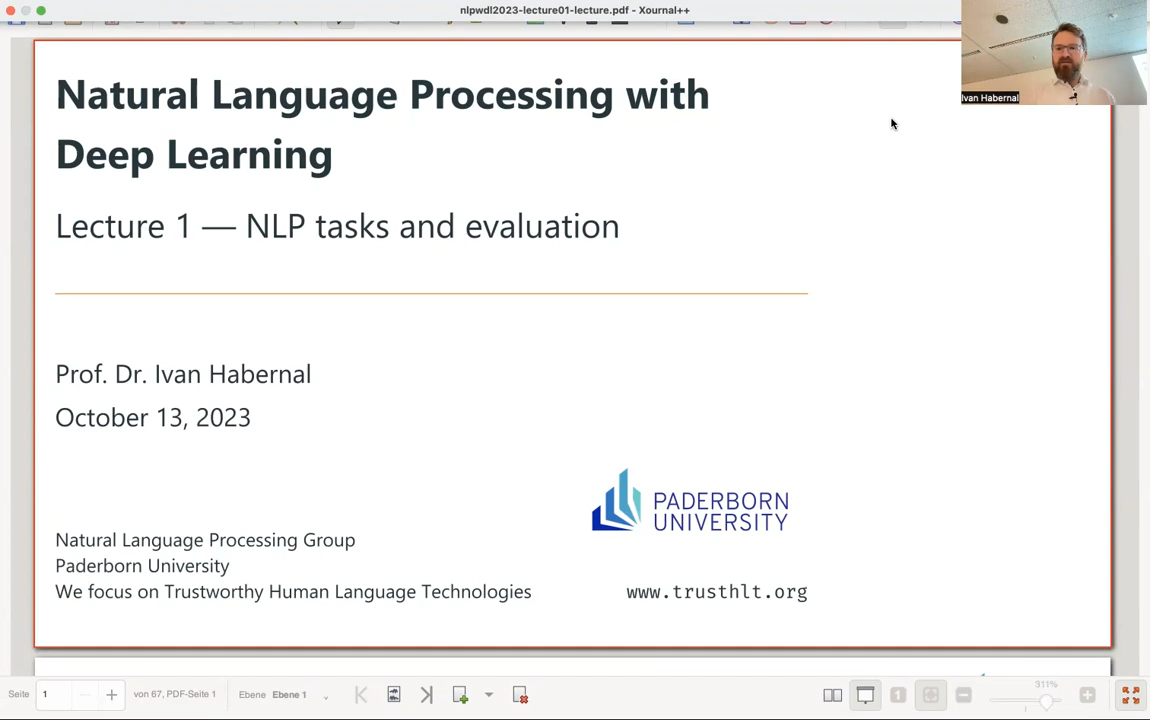 nlpwdl2023-lecture01-lecture.pdf - Xournal++
Ivan Habernal
Natural Language Processing with
Deep Learning
Lecture 1 — NLP tasks and evaluation
Prof. Dr. Ivan Habernal
October 13, 2023
PADERBORN
UNIVERSITY
Natural Language Processing Group
Paderborn University
We focus on Trustworthy Human Language Technologies
www.trusthlt.org
Seite 1 von 67, PDF-Seite 1 Ebene Ebene 1 1 311%